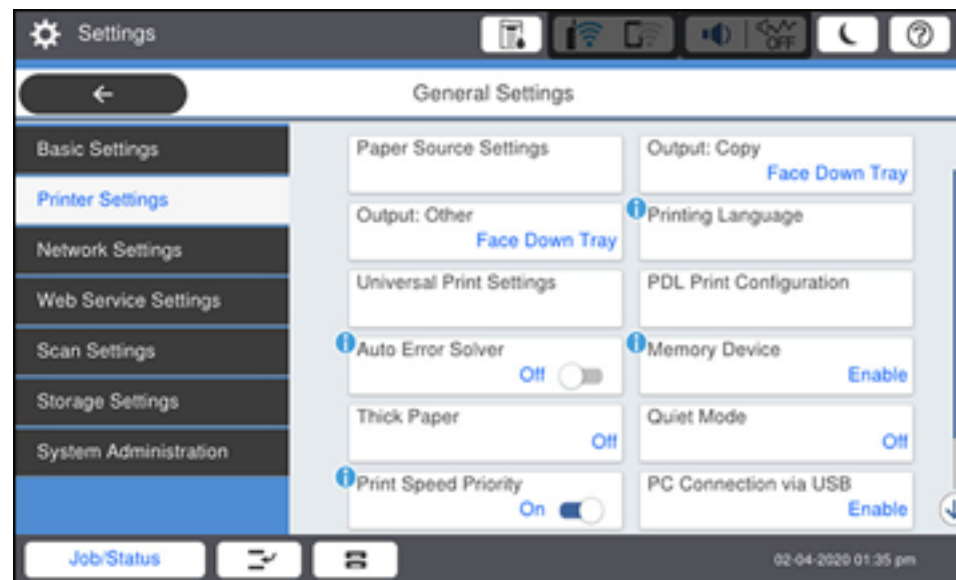 Settings
OFF
General Settings
Basic Settings
Printer Settings
Network Settings
Web Service Settings
Scan Settings
Storage Settings
System Administration
Paper Source Settings
Output: Copy
Face Down Tray
Output: Other
Face Down Tray
Printing Language
Universal Print Settings
PDL Print Configuration
Auto Error Solver
Off
Memory Device
Enable
Thick Paper
Off
Quiet Mode
Off
Print Speed Priority
On
PC Connection via USB
Enable
Job/Status
02-04-2020 01:35 pm